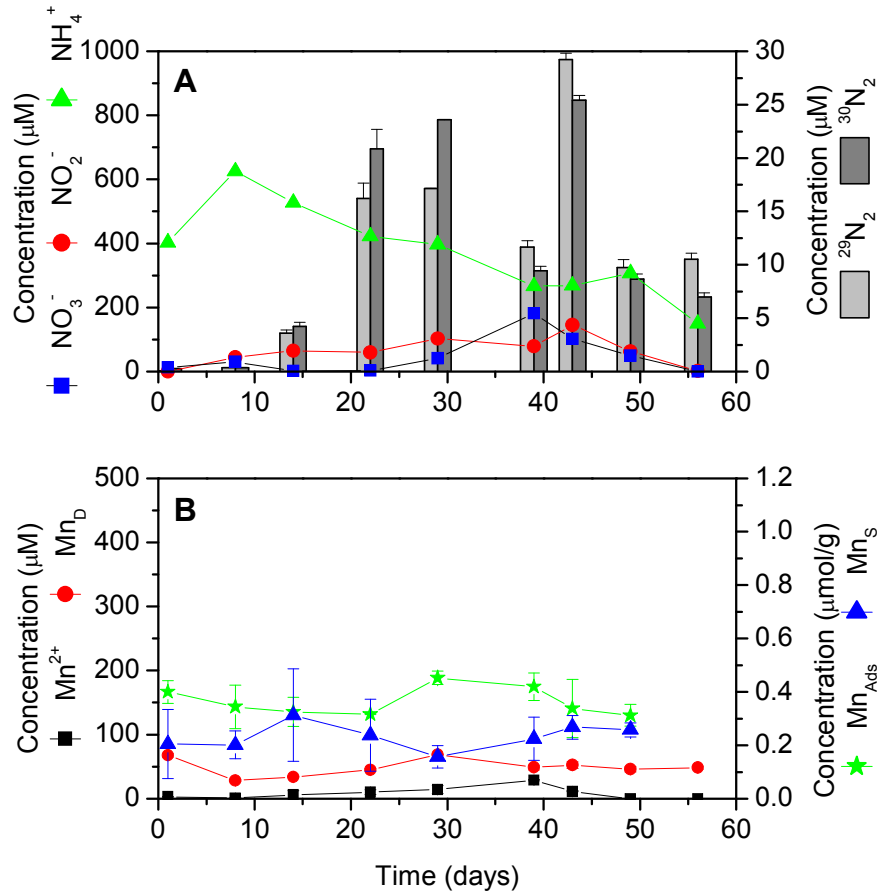 A
Concentration (µM)
NO₃⁻ NO₂⁻ NH₄⁺
1000
800
600
400
200
0
0 10 20 30 40 50 60
30
25
20
15
10
5
0
Concentration (µM)
²⁹N₂ ³⁰N₂
B
Concentration (µM)
Mn²⁺ Mn_D
500
400
300
200
100
0
0 10 20 30 40 50 60
1.2
1.0
0.8
0.6
0.4
0.2
0.0
Concentration (µmol/g)
Mn_Ads Mn_S
Time (days)